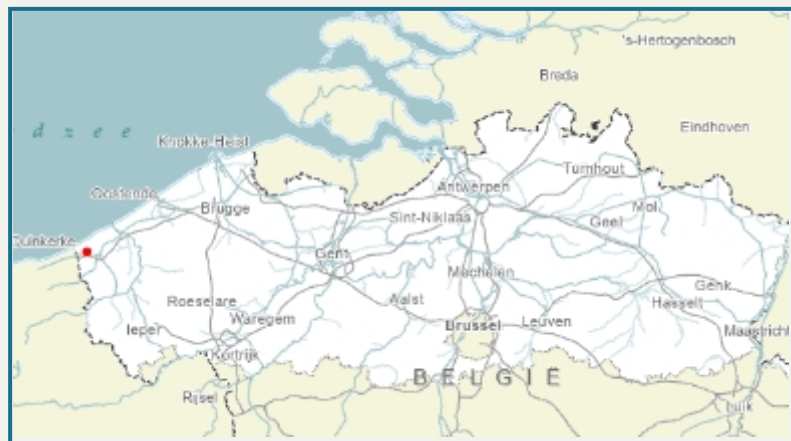 's-Hertogenbosch
Breda
Eindhoven
dzee
Knokke-Heist
Turnhout
Antwerpen
Oostende
Mol
Brugge
Sint-Niklaas
Geel
Duinkerke
Gent
Mechelen
Genk
Roeselare
Aalst
Hasselt
Ieper
Waregem
Brussel
Leuven
Maastricht
Kortrijk
BELGIË
Rijsel
Luik